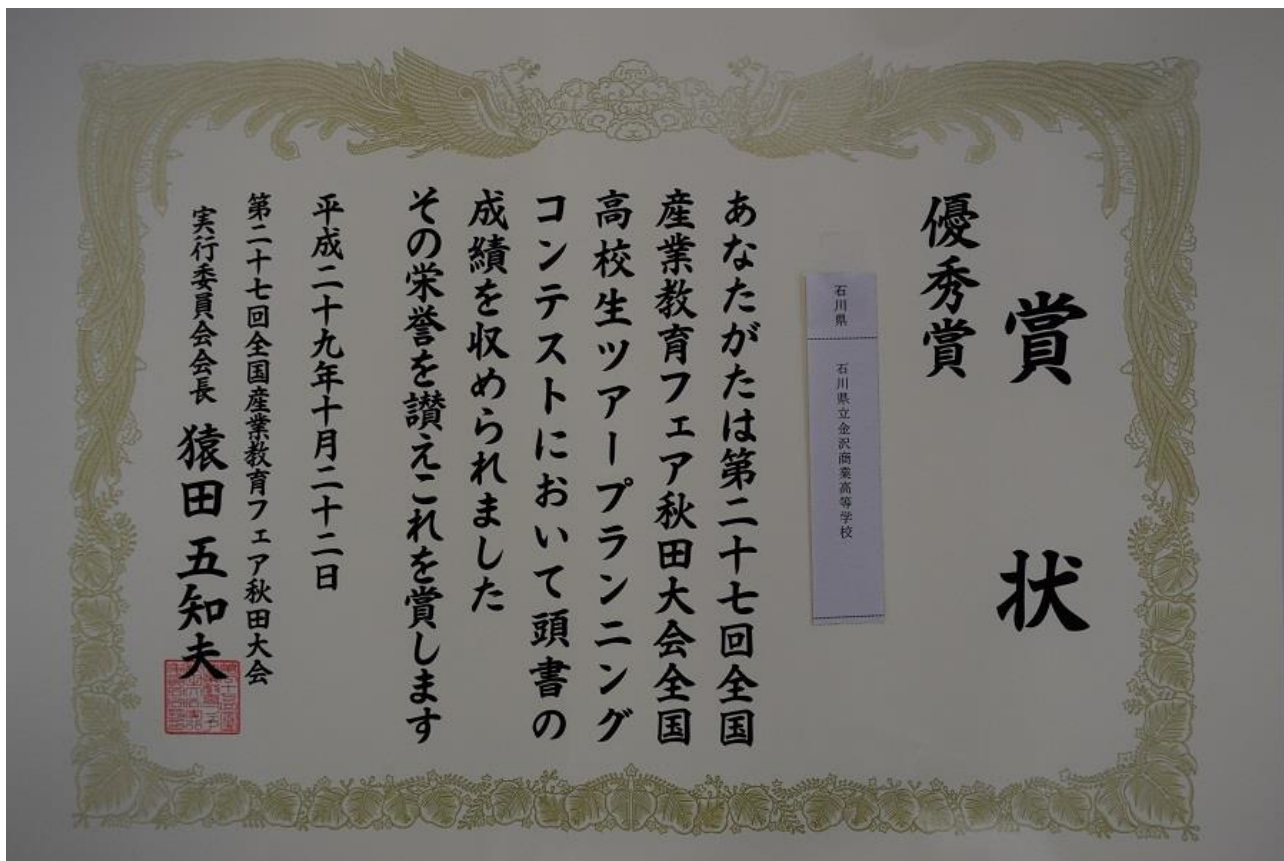 賞状
優秀賞
石川県 石川県立金沢商業高等学校
あなたがたは第二十七回全国
産業教育フェア秋田大会全国
高校生ツアープランニング
コンテストにおいて頭書の
成績を収められました
その栄誉を讃えこれを賞します
平成二十九年十月二十二日
第二十七回全国産業教育フェア秋田大会
実行委員会会長 猿田五知夫